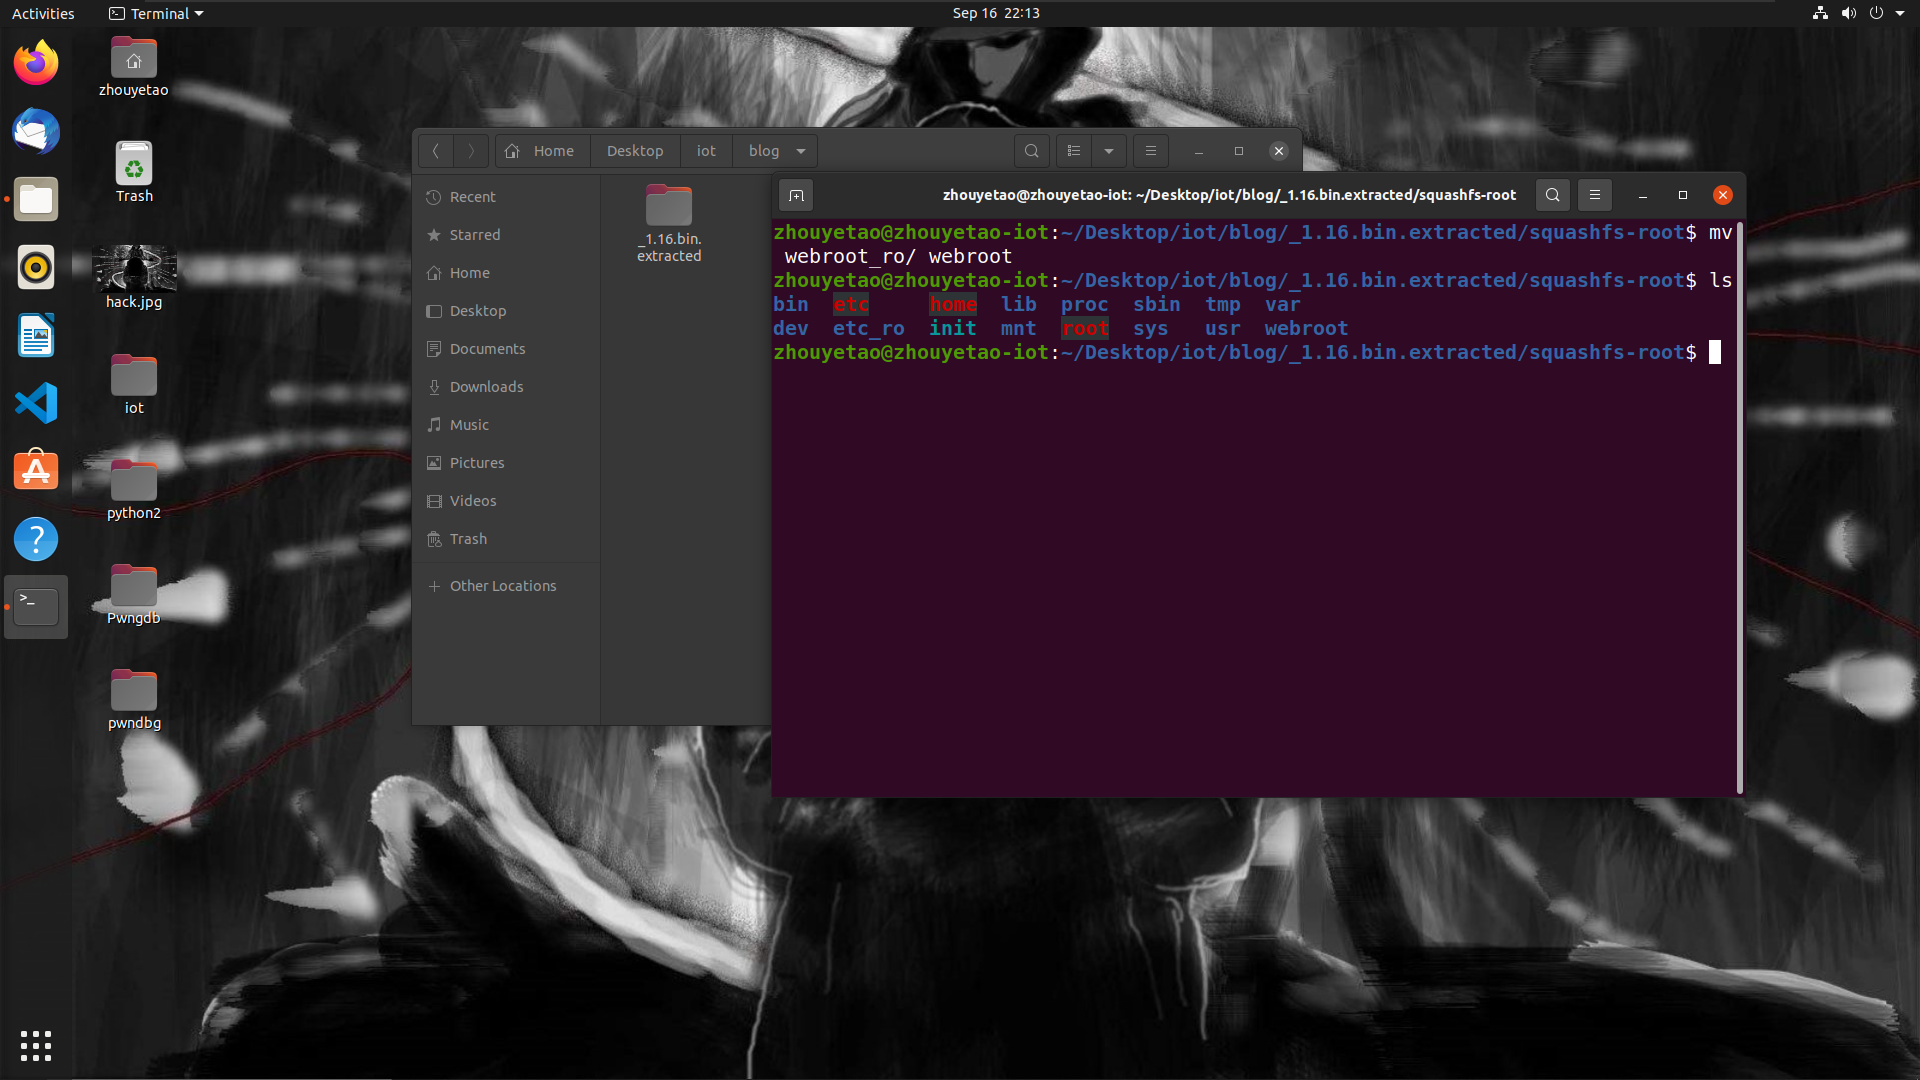 Activities
Terminal
Sep 16 22:13
zhouyetao
Trash
hack.jpg
iot
python2
Pwngdb
pwndbg
Home
Desktop
iot
blog
Recent
Starred
Home
Desktop
Documents
Downloads
Music
Pictures
Videos
Trash
Other Locations
_1.16.bin.
extracted
zhouyetao@zhouyetao-iot: ~/Desktop/iot/blog/_1.16.bin.extracted/squashfs-root
zhouyetao@zhouyetao-iot:~/Desktop/iot/blog/_1.16.bin.extracted/squashfs-root$ mv
webroot_ro/ webroot
zhouyetao@zhouyetao-iot:~/Desktop/iot/blog/_1.16.bin.extracted/squashfs-root$ ls
bin etc home lib proc sbin tmp var
dev etc_ro init mnt root sys usr webroot
zhouyetao@zhouyetao-iot:~/Desktop/iot/blog/_1.16.bin.extracted/squashfs-root$